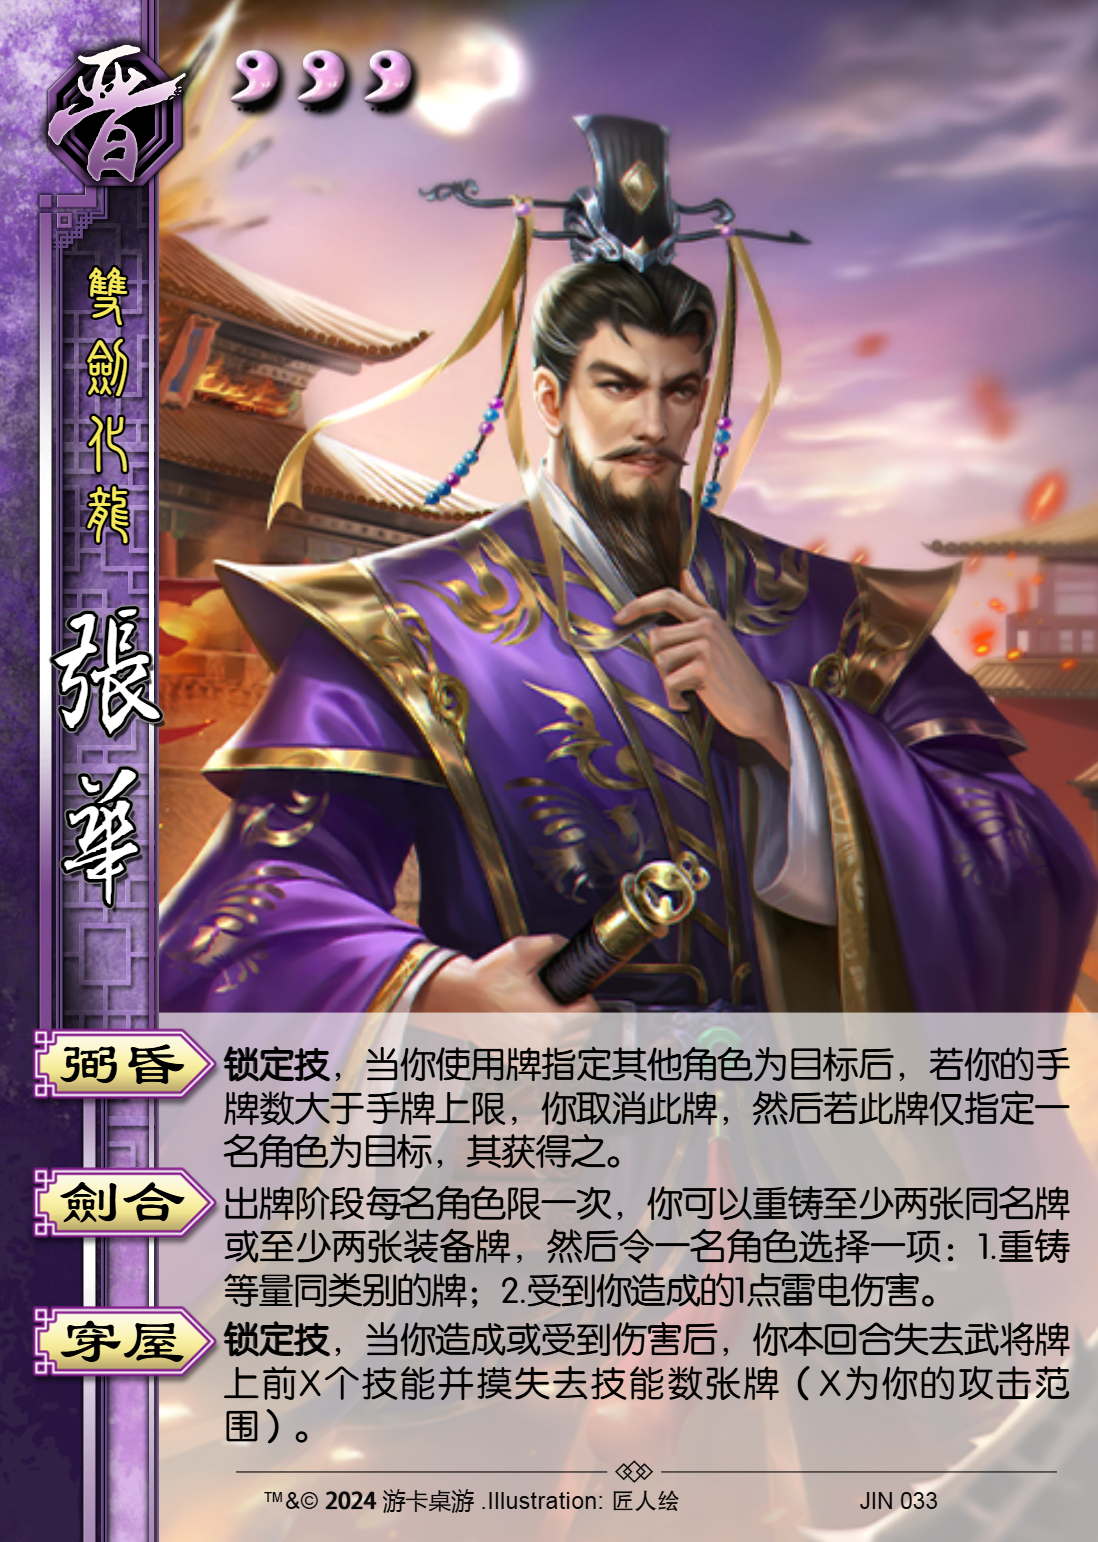 晋
雙劍化龍
張華
弼昏
锁定技，当你使用牌指定其他角色为目标后，若你的手
牌数大于手牌上限，你取消此牌，然后若此牌仅指定一
名角色为目标，其获得之。
劍合
出牌阶段每名角色限一次，你可以重铸至少两张同名牌
或至少两张装备牌，然后令一名角色选择一项：1.重铸
等量同类别的牌；2.受到你造成的1点雷电伤害。
穿屋
锁定技，当你造成或受到伤害后，你本回合失去武将牌
上前X个技能并摸失去技能数张牌（X为你的攻击范
围）。
™&© 2024 游卡桌游 .Illustration: 匠人绘
JIN 033